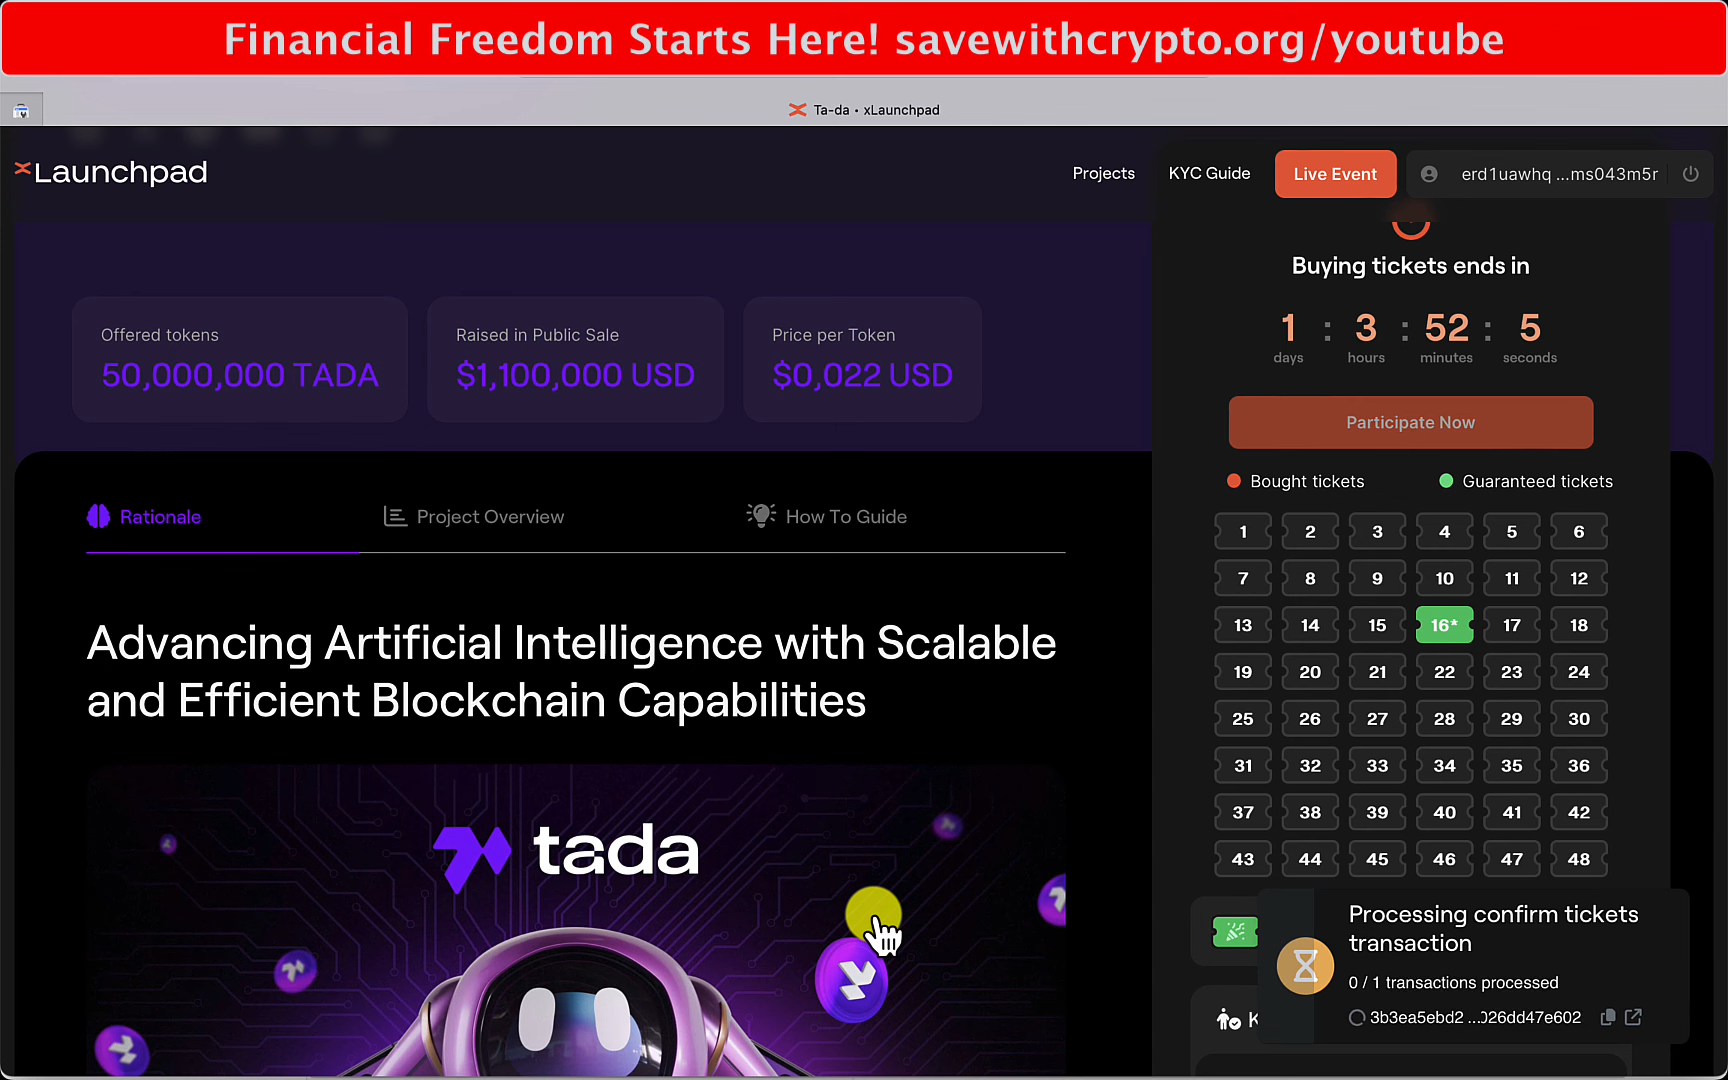 Financial Freedom Starts Here! savewithcrypto.org/youtube
Ta-da • xLaunchpad
Launchpad
Projects
KYC Guide
Live Event
erd1uawhq ...ms043m5r
Offered tokens
50,000,000 TADA
Raised in Public Sale
$1,100,000 USD
Price per Token
$0,022 USD
Rationale
Project Overview
How To Guide
Advancing Artificial Intelligence with Scalable
and Efficient Blockchain Capabilities
tada
Buying tickets ends in
1 : 3 : 52 : 5
days hours minutes seconds
Participate Now
Bought tickets
Guaranteed tickets
1 2 3 4 5 6
7 8 9 10 11 12
13 14 15 16* 17 18
19 20 21 22 23 24
25 26 27 28 29 30
31 32 33 34 35 36
37 38 39 40 41 42
43 44 45 46 47 48
Processing confirm tickets
transaction
0 / 1 transactions processed
3b3ea5ebd2 ...026dd47e602
K